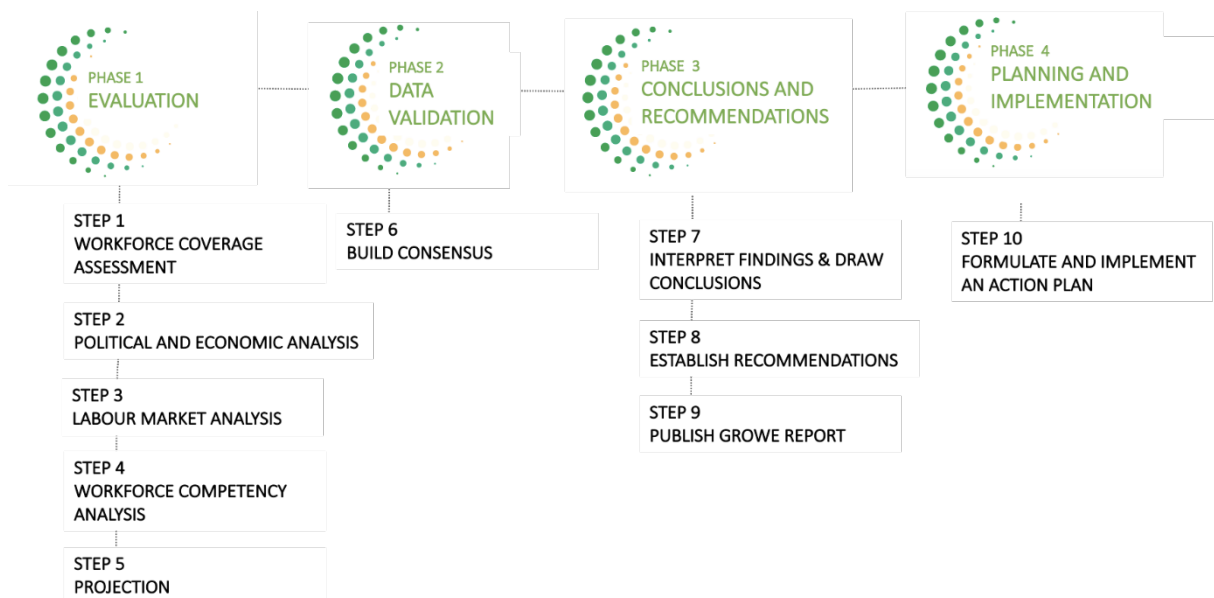 PHASE 1
EVALUATION
PHASE 2
DATA
VALIDATION
PHASE 3
CONCLUSIONS AND
RECOMMENDATIONS
PHASE 4
PLANNING AND
IMPLEMENTATION
STEP 1
WORKFORCE COVERAGE
ASSESSMENT
STEP 2
POLITICAL AND ECONOMIC ANALYSIS
STEP 3
LABOUR MARKET ANALYSIS
STEP 4
WORKFORCE COMPETENCY
ANALYSIS
STEP 5
PROJECTION
STEP 6
BUILD CONSENSUS
STEP 7
INTERPRET FINDINGS & DRAW
CONCLUSIONS
STEP 8
ESTABLISH RECOMMENDATIONS
STEP 9
PUBLISH GROWE REPORT
STEP 10
FORMULATE AND IMPLEMENT
AN ACTION PLAN